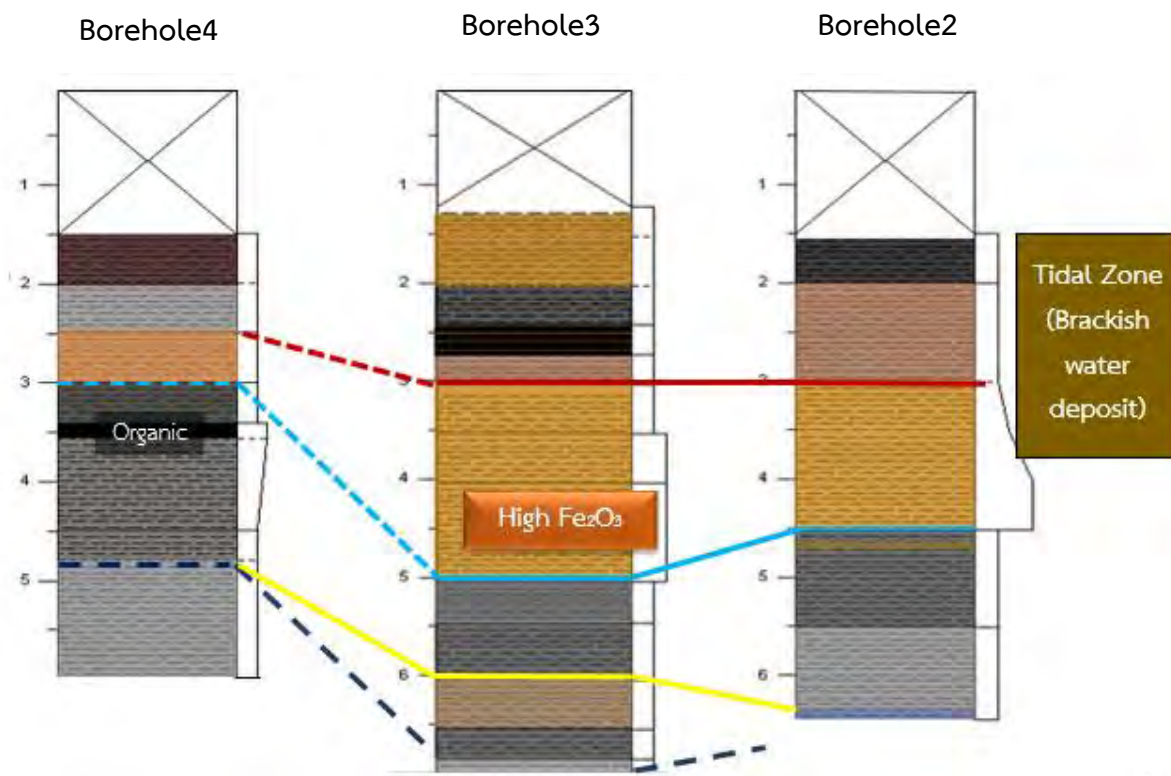 Borehole4
Borehole3
Borehole2
1
2
3
4
5
Organic
1
2
3
4
5
6
High Fe₂O₃
1
2
3
4
5
6
Tidal Zone
(Brackish
water
deposit)